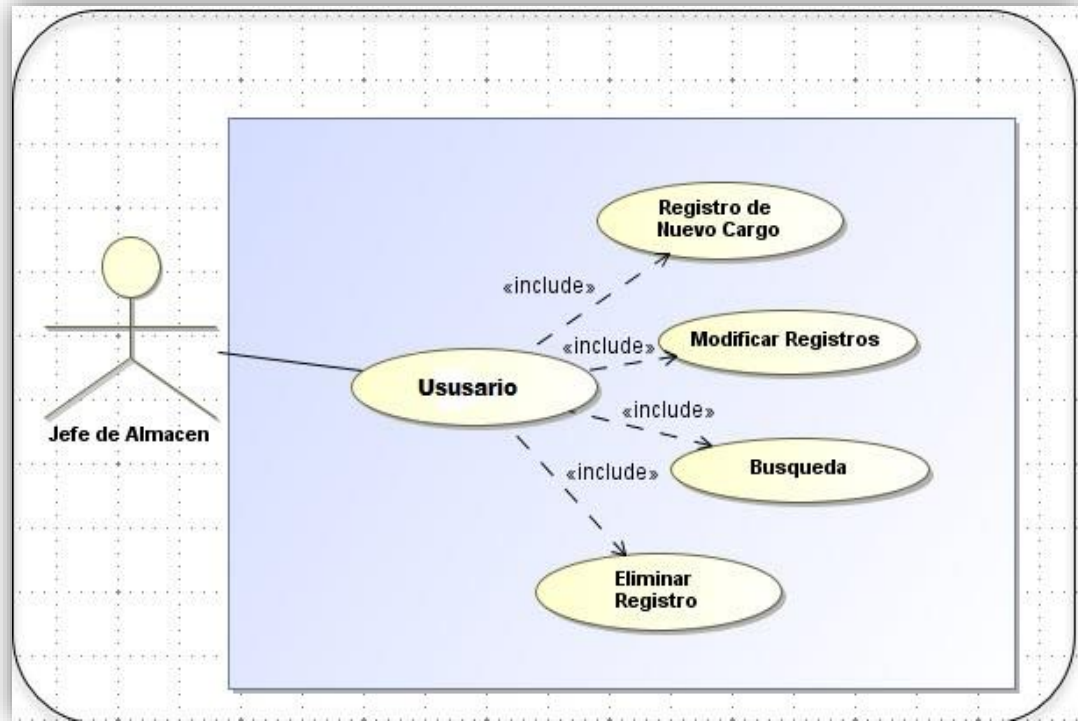 Registro de
Nuevo Cargo
«include»
«include»
Modificar Registros
Ususario
«include»
Jefe de Almacen
Busqueda
«include»
Eliminar
Registro